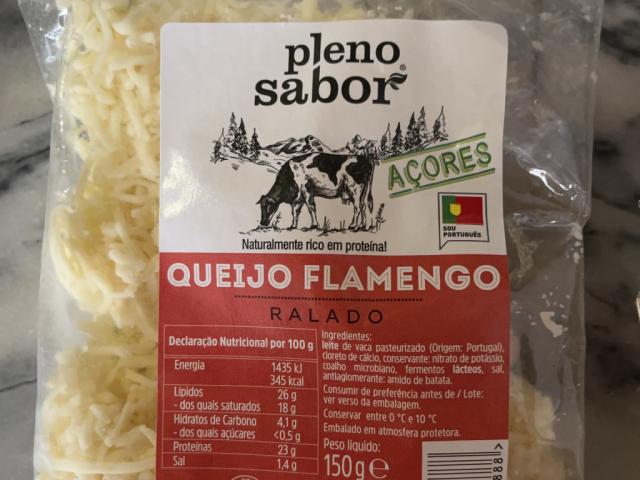 pleno
sabor®
AÇORES
SOU
PORTUGUÊS
Naturalmente rico em proteína!
QUEIJO FLAMENGO
RALADO
Declaração Nutricional por 100 g
Energia 1435 kJ
345 kcal
Lípidos 26 g
- dos quais saturados 18 g
Hidratos de Carbono 4,1 g
- dos quais açúcares <0,5 g
Proteínas 23 g
Sal 1,4 g
Ingredientes:
leite de vaca pasteurizado (Origem: Portugal),
cloreto de cálcio, conservante: nitrato de potássio,
coalho microbiano, fermentos lácteos, sal,
antiaglomerante: amido de batata.
Consumir de preferência antes de / Lote:
ver verso da embalagem.
Conservar entre 0 °C e 10 °C
Embalado em atmosfera protetora.
Peso líquido:
150g e
888 >